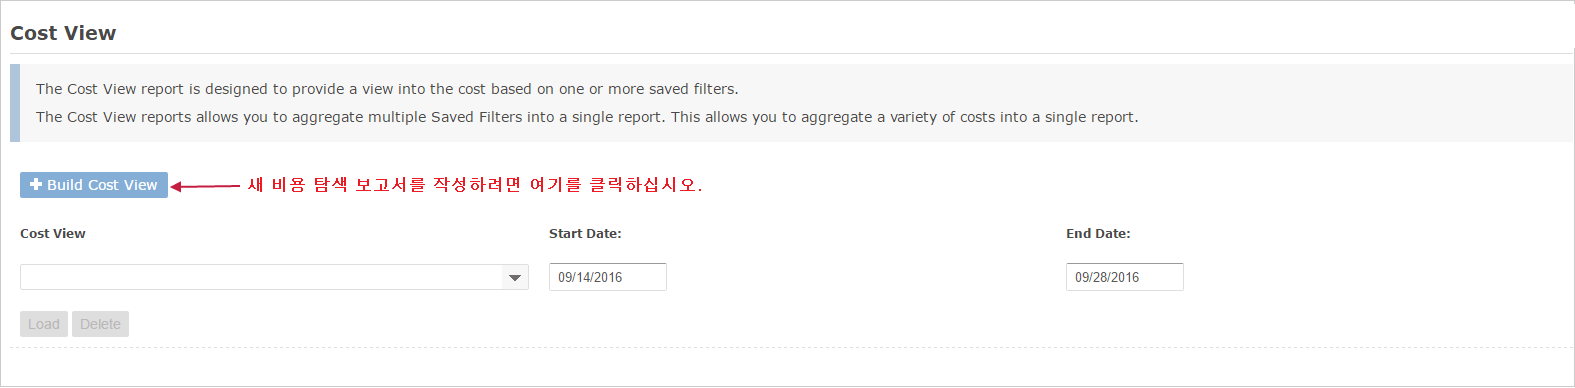 Cost View
The Cost View report is designed to provide a view into the cost based on one or more saved filters.
The Cost View reports allows you to aggregate multiple Saved Filters into a single report. This allows you to aggregate a variety of costs into a single report.
Build Cost View 새 비용 탐색 보고서를 작성하려면 여기를 클릭하십시오.
Cost View Start Date: End Date:
09/14/2016 09/28/2016
Load Delete